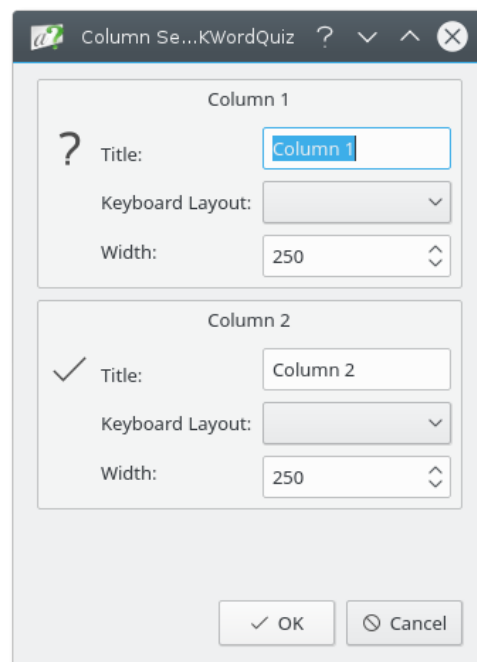 Column Se...KWordQuiz
Column 1
Title: Column 1
Keyboard Layout:
Width: 250
Column 2
Title: Column 2
Keyboard Layout:
Width: 250
OK Cancel